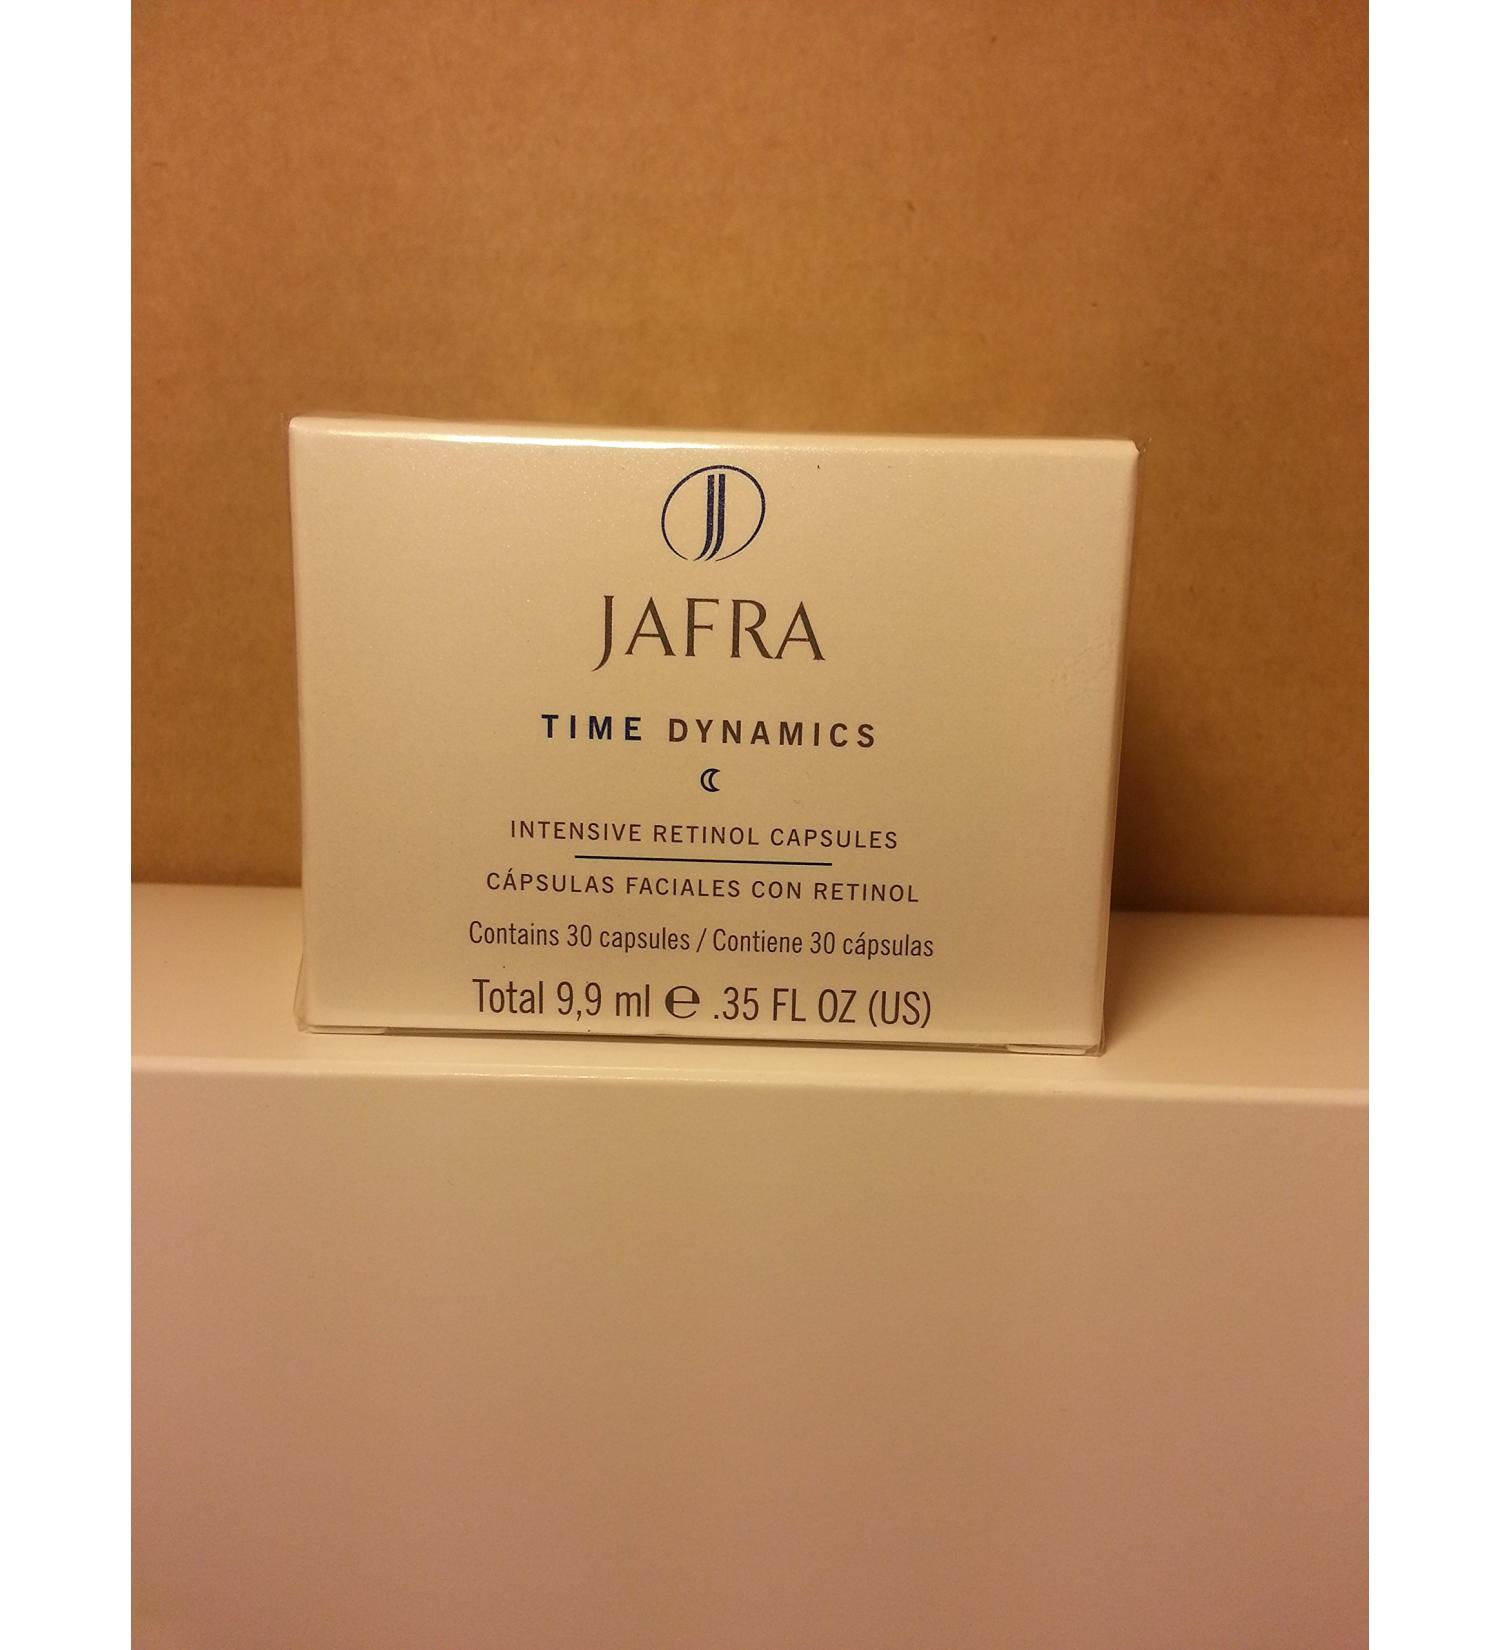 JAFRA
TIME DYNAMICS
INTENSIVE RETINOL CAPSULES
CÁPSULAS FACIALES CON RETINOL
Contains 30 capsules / Contiene 30 cápsulas
Total 9,9 ml ℮ .35 FL OZ (US)